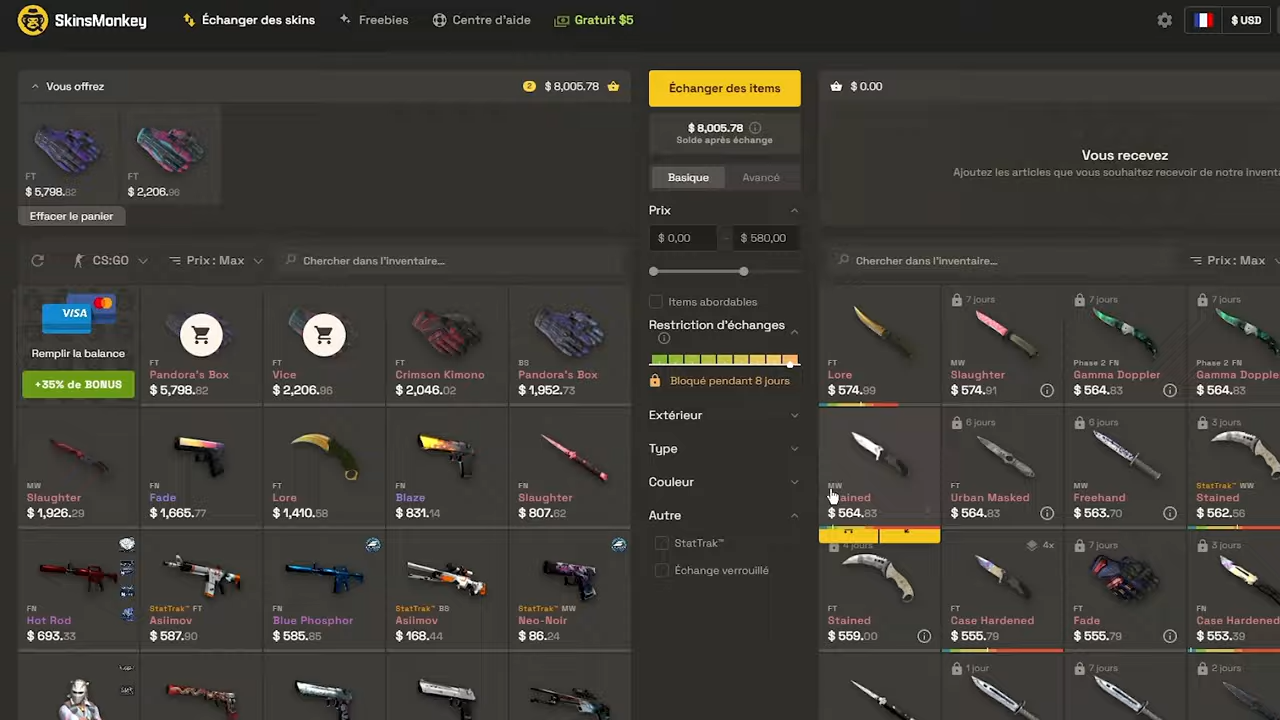 SkinsMonkey
Échanger des skins
Freebies
Centre d'aide
Gratuit $5
$ USD
Vous offrez
2 $ 8,005.78
FT
$ 5,798.82
FT
$ 2,206.96
Effacer le panier
Échanger des items
$ 8,005.78
Solde après échange
Basique
Avancé
Prix
$ 0,00
-
$ 580,00
Items abordables
Restriction d'échanges
Bloqué pendant 8 jours
Extérieur
Type
Couleur
Autre
StatTrak™
Échange verrouillé
$ 0.00
Vous recevez
Ajoutez les articles que vous souhaitez recevoir de notre inventa
CS:GO
Prix : Max
Chercher dans l'inventaire...
VISA
Remplir la balance
+35% de BONUS
FT
Pandora's Box
$ 5,798.82
FT
Vice
$ 2,206.96
FT
Crimson Kimono
$ 2,046.02
BS
Pandora's Box
$ 1,952.73
MW
Slaughter
$ 1,926.29
FN
Fade
$ 1,665.77
FT
Lore
$ 1,410.58
FN
Blaze
$ 831.14
FN
Slaughter
$ 807.62
FN
Hot Rod
$ 693.33
StatTrak™ FT
Asiimov
$ 587.90
FN
Blue Phosphor
$ 585.85
StatTrak™ BS
Asiimov
$ 168.44
StatTrak™ MW
Neo-Noir
$ 86.24
Chercher dans l'inventaire...
Prix : Max
FT
Lore
$ 574.99
7 jours
MW
Slaughter
$ 574.91
7 jours
Phase 2 FN
Gamma Doppler
$ 564.83
7 jours
Phase 2 FN
Gamma Doppler
$ 564.83
MW
ained
$ 564.83
6 jours
FT
Urban Masked
$ 564.83
6 jours
MW
Freehand
$ 563.70
3 jours
StatTrak™ WW
Stained
$ 562.56
4 jours
FT
Stained
$ 559.00
4x
FT
Case Hardened
$ 555.79
7 jours
FT
Fade
$ 555.79
3 jours
FN
Case Hardened
$ 553.39
1 jour
7 jours
2 jours